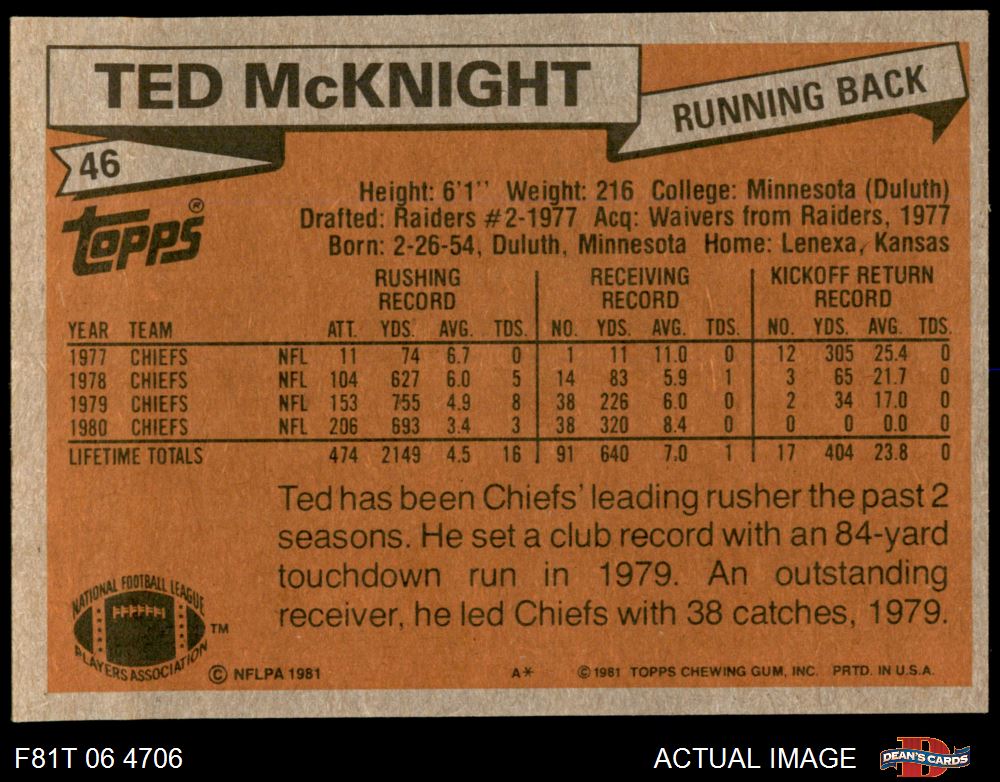 TED McKNIGHT
RUNNING BACK
46
topps®
Height: 6'1" Weight: 216 College: Minnesota (Duluth)
Drafted: Raiders #2-1977 Acq: Waivers from Raiders, 1977
Born: 2-26-54, Duluth, Minnesota Home: Lenexa, Kansas
RUSHING RECORD RECEIVING RECORD KICKOFF RETURN RECORD
YEAR TEAM ATT. YDS. AVG. TDS. NO. YDS. AVG. TDS. NO. YDS. AVG. TDS.
1977 CHIEFS NFL 11 74 6.7 0 1 11 11.0 0 12 305 25.4 0
1978 CHIEFS NFL 104 627 6.0 5 14 83 5.9 1 3 65 21.7 0
1979 CHIEFS NFL 153 755 4.9 8 38 226 6.0 0 2 34 17.0 0
1980 CHIEFS NFL 206 693 3.4 3 38 320 8.4 0 0 0 0.0 0
LIFETIME TOTALS 474 2149 4.5 16 91 640 7.0 1 17 404 23.8 0
Ted has been Chiefs' leading rusher the past 2
seasons. He set a club record with an 84-yard
touchdown run in 1979. An outstanding
receiver, he led Chiefs with 38 catches, 1979.
NATIONAL FOOTBALL LEAGUE
PLAYERS ASSOCIATION
TM
© NFLPA 1981 A* © 1981 TOPPS CHEWING GUM, INC. PRTD. IN U.S.A.
F81T 06 4706 ACTUAL IMAGE DEAN'S CARDS